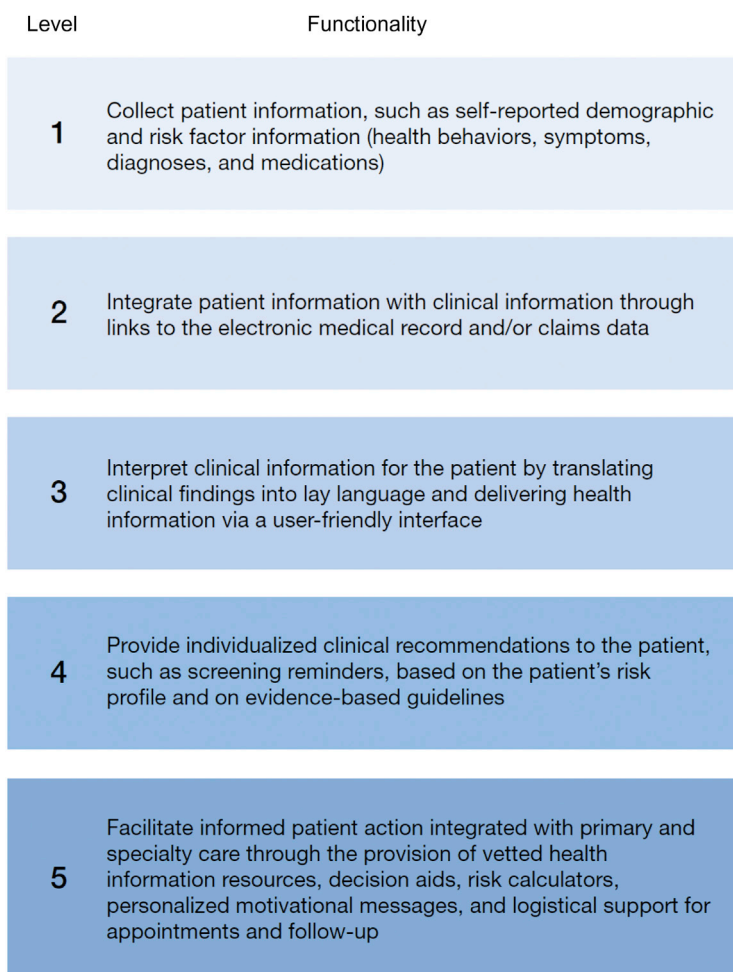 Level Functionality
1
Collect patient information, such as self-reported demographic
and risk factor information (health behaviors, symptoms,
diagnoses, and medications)
2
Integrate patient information with clinical information through
links to the electronic medical record and/or claims data
3
Interpret clinical information for the patient by translating
clinical findings into lay language and delivering health
information via a user-friendly interface
4
Provide individualized clinical recommendations to the patient,
such as screening reminders, based on the patient’s risk
profile and on evidence-based guidelines
5
Facilitate informed patient action integrated with primary and
specialty care through the provision of vetted health
information resources, decision aids, risk calculators,
personalized motivational messages, and logistical support for
appointments and follow-up